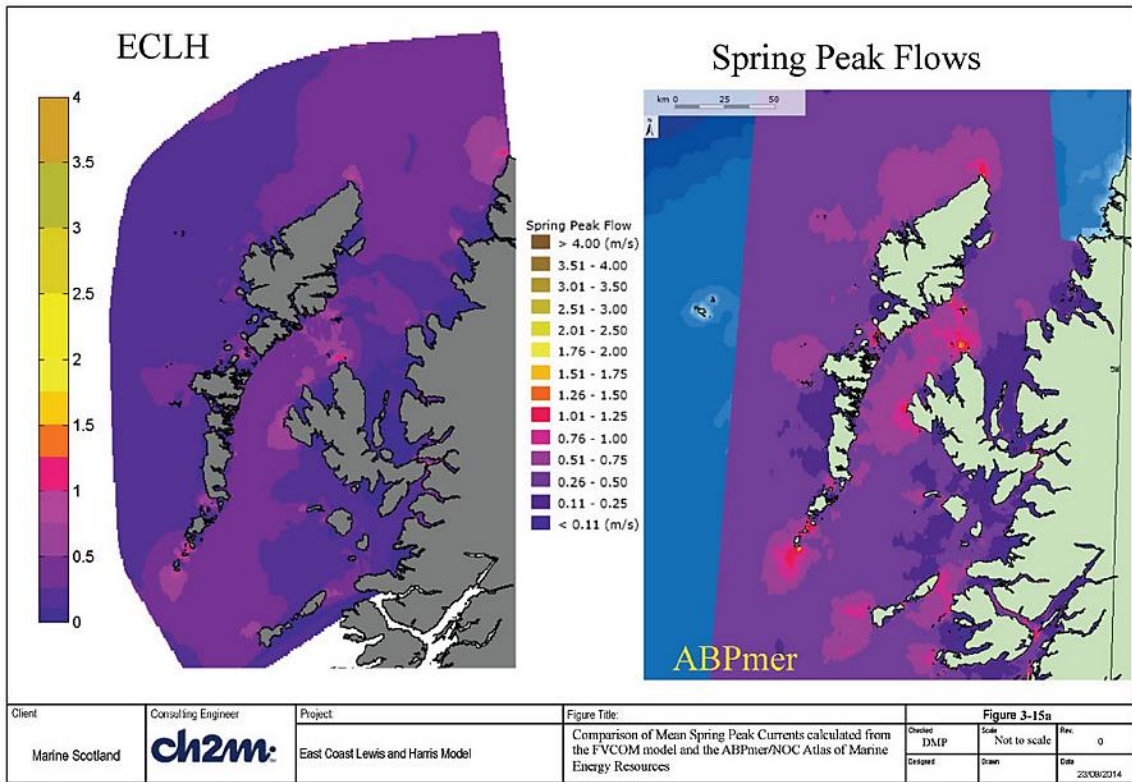 ECLH
Spring Peak Flows
4
3.5
3
2.5
2
1.5
1
0.5
0
Spring Peak Flow
> 4.00 (m/s)
3.51 - 4.00
3.01 - 3.50
2.51 - 3.00
2.01 - 2.50
1.76 - 2.00
1.51 - 1.75
1.26 - 1.50
1.01 - 1.25
0.76 - 1.00
0.51 - 0.75
0.26 - 0.50
0.11 - 0.25
< 0.11 (m/s)
km 0 25 50
N
ABPmer
Client
Marine Scotland
Consulting Engineer
ch2m:
Project:
East Coast Lewis and Harris Model
Figure Title:
Comparison of Mean Spring Peak Currents calculated from
the FVCOM model and the ABPmer/NOC Atlas of Marine
Energy Resources
Figure 3-15a
Checked
DMP
Scale
Not to scale
Rev.
0
Designed
Drawn
Date
23/09/2014